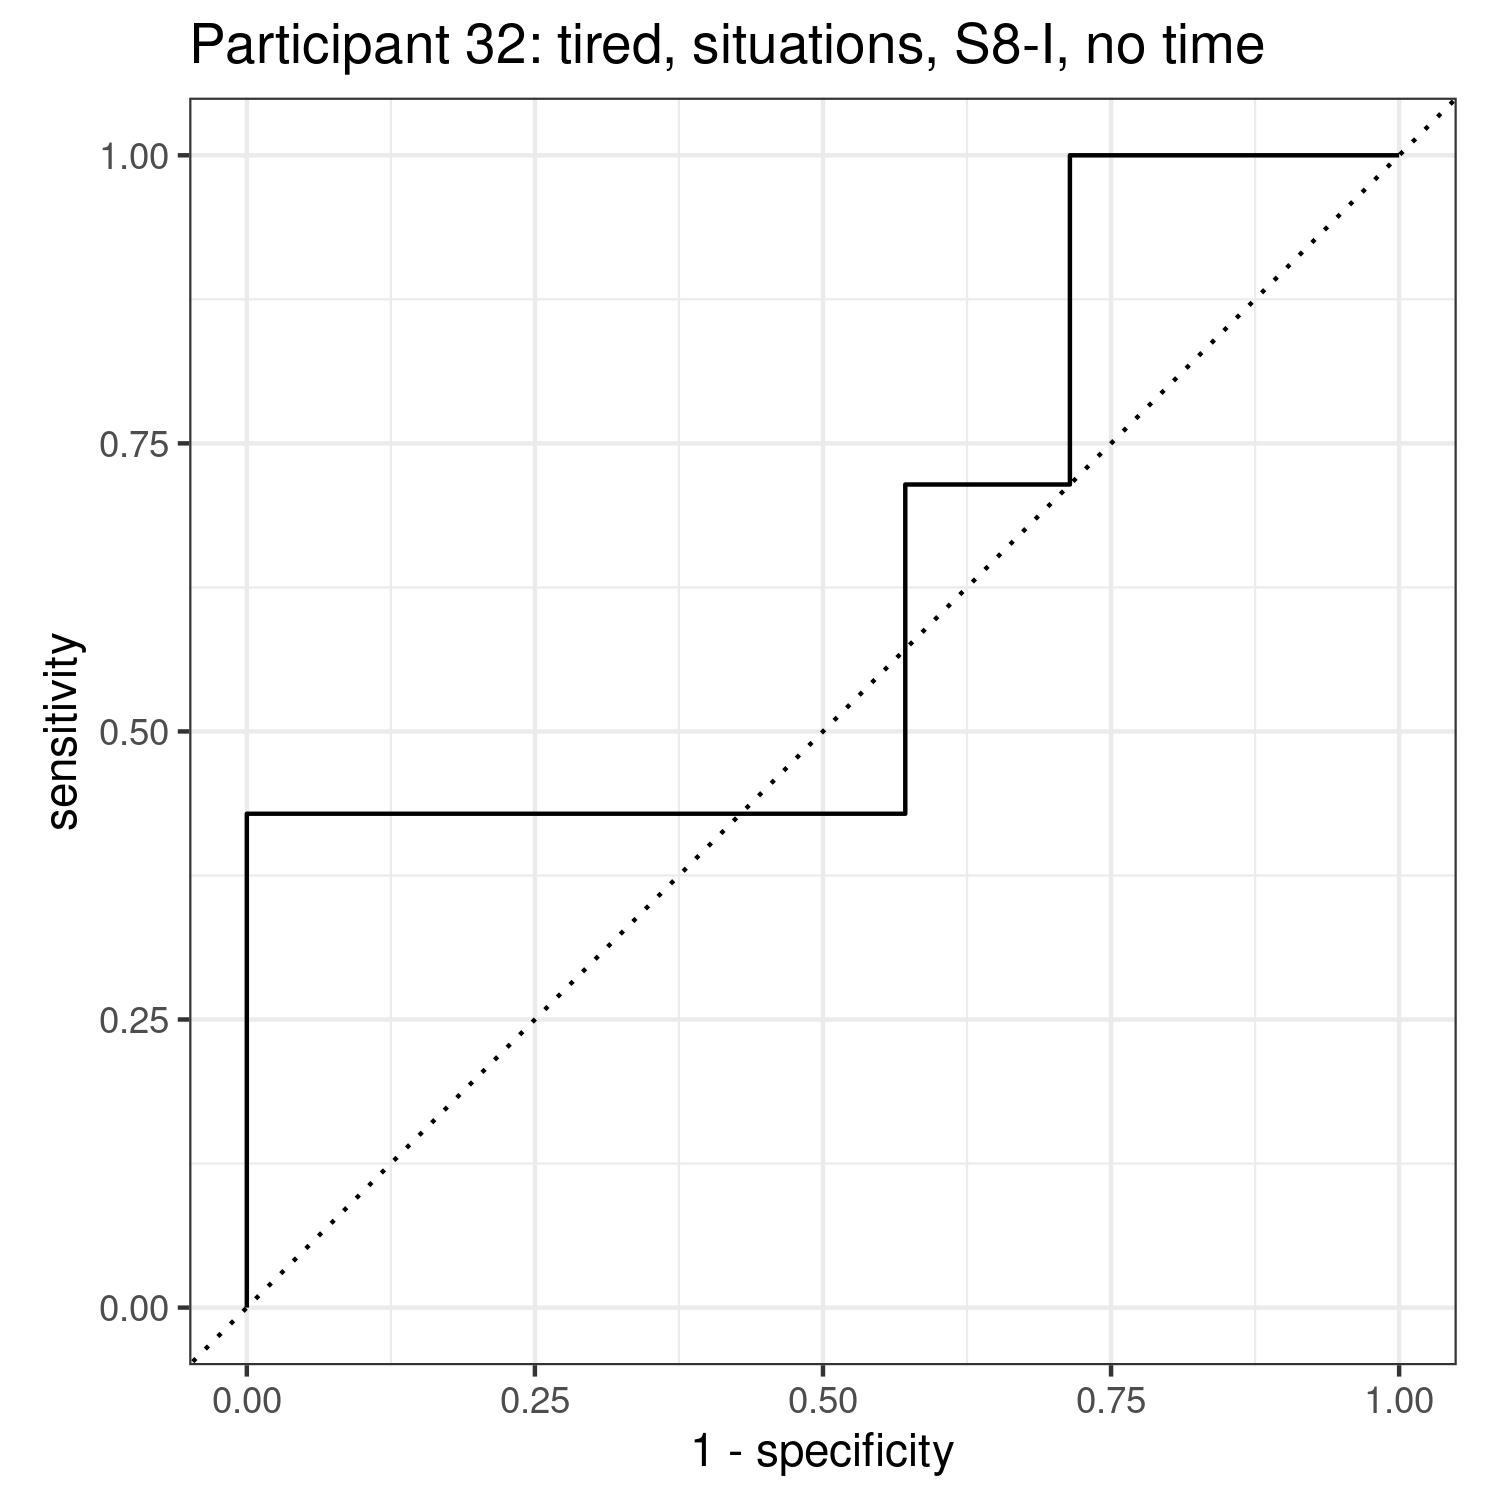 Participant 32: tired, situations, S8-I, no time
1.00
0.75
0.50
0.25
0.00
sensitivity
0.00 0.25 0.50 0.75 1.00
1 - specificity